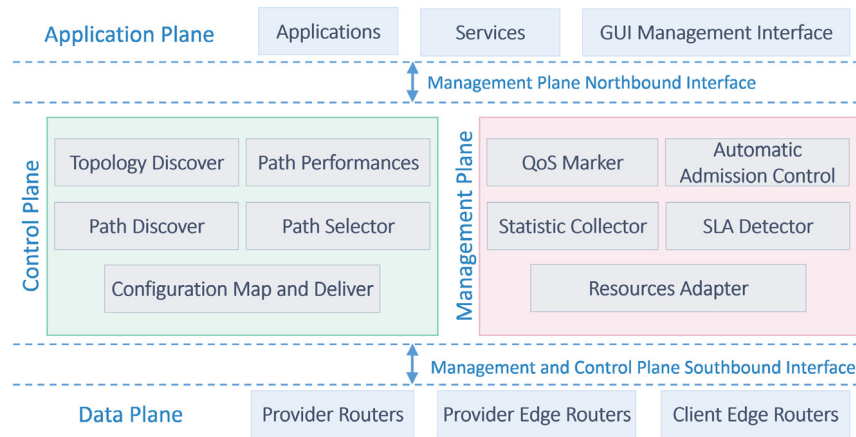 Application Plane
Applications
Services
GUI Management Interface
Management Plane Northbound Interface
Control Plane
Topology Discover
Path Performances
Path Discover
Path Selector
Configuration Map and Deliver
Management Plane
QoS Marker
Automatic
Admission Control
Statistic Collector
SLA Detector
Resources Adapter
Management and Control Plane Southbound Interface
Data Plane
Provider Routers
Provider Edge Routers
Client Edge Routers